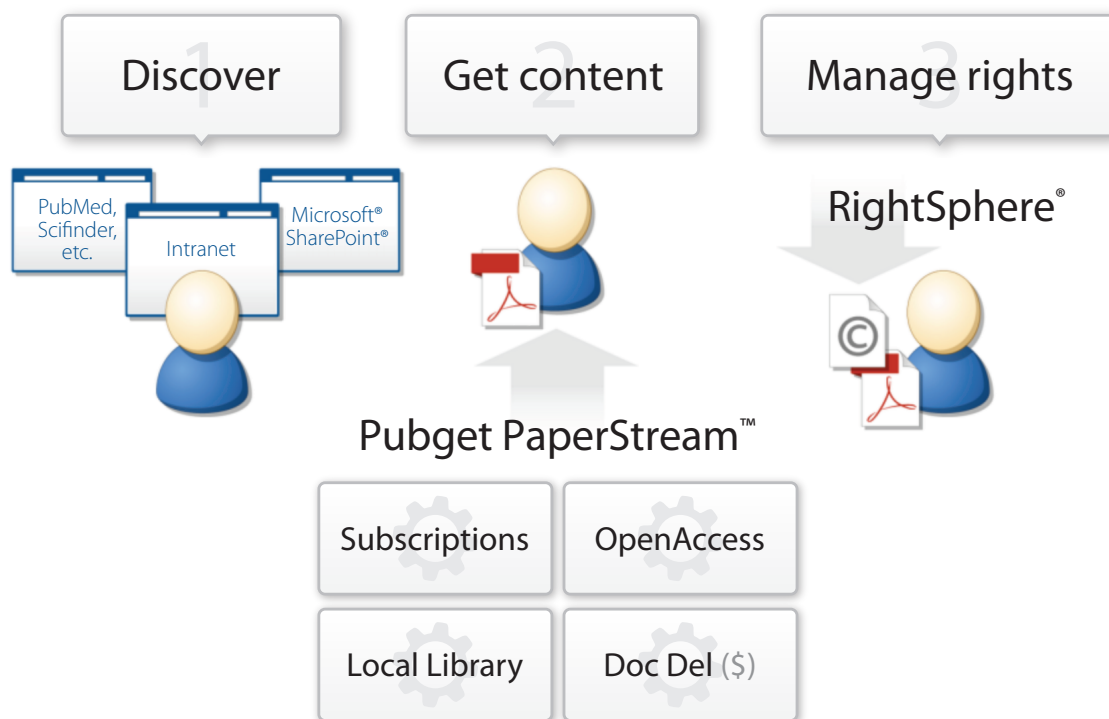 1
Discover
2
Get content
3
Manage rights
PubMed,
Scifinder,
etc.
Intranet
Microsoft®
SharePoint®
RightSphere®
©
Pubget PaperStream™
Subscriptions
OpenAccess
Local Library
Doc Del ($)